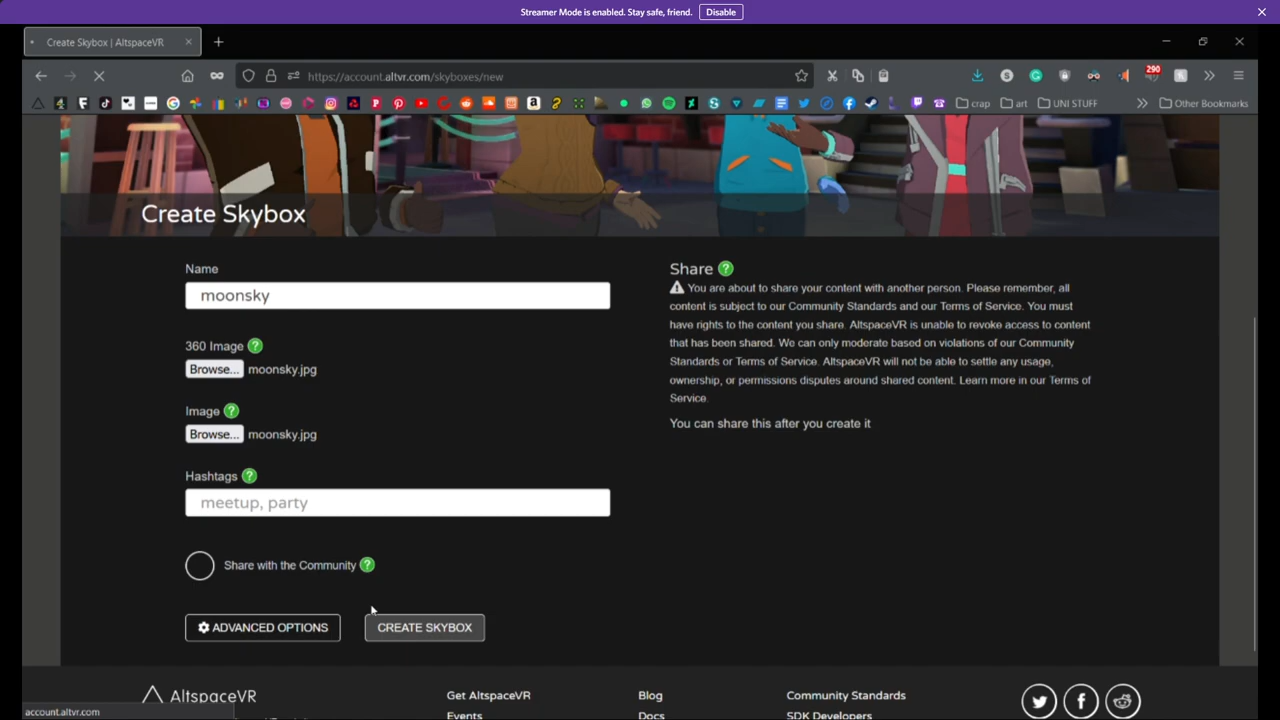 Streamer Mode is enabled. Stay safe, friend. Disable
Create Skybox | AltspaceVR
https://account.altvr.com/skyboxes/new
290
crap
art
UNI STUFF
Other Bookmarks
Create Skybox
Name
moonsky
360 Image
Browse... moonsky.jpg
Image
Browse... moonsky.jpg
Hashtags
meetup, party
Share with the Community
ADVANCED OPTIONS
CREATE SKYBOX
Share
You are about to share your content with another person. Please remember, all
content is subject to our Community Standards and our Terms of Service. You must
have rights to the content you share. AltspaceVR is unable to revoke access to content
that has been shared. We can only moderate based on violations of our Community
Standards or Terms of Service. AltspaceVR will not be able to settle any usage,
ownership, or permissions disputes around shared content. Learn more in our Terms of
Service.
You can share this after you create it
AltspaceVR
Get AltspaceVR
Blog
Community Standards
Events
Docs
SDK Developers
account.altvr.com